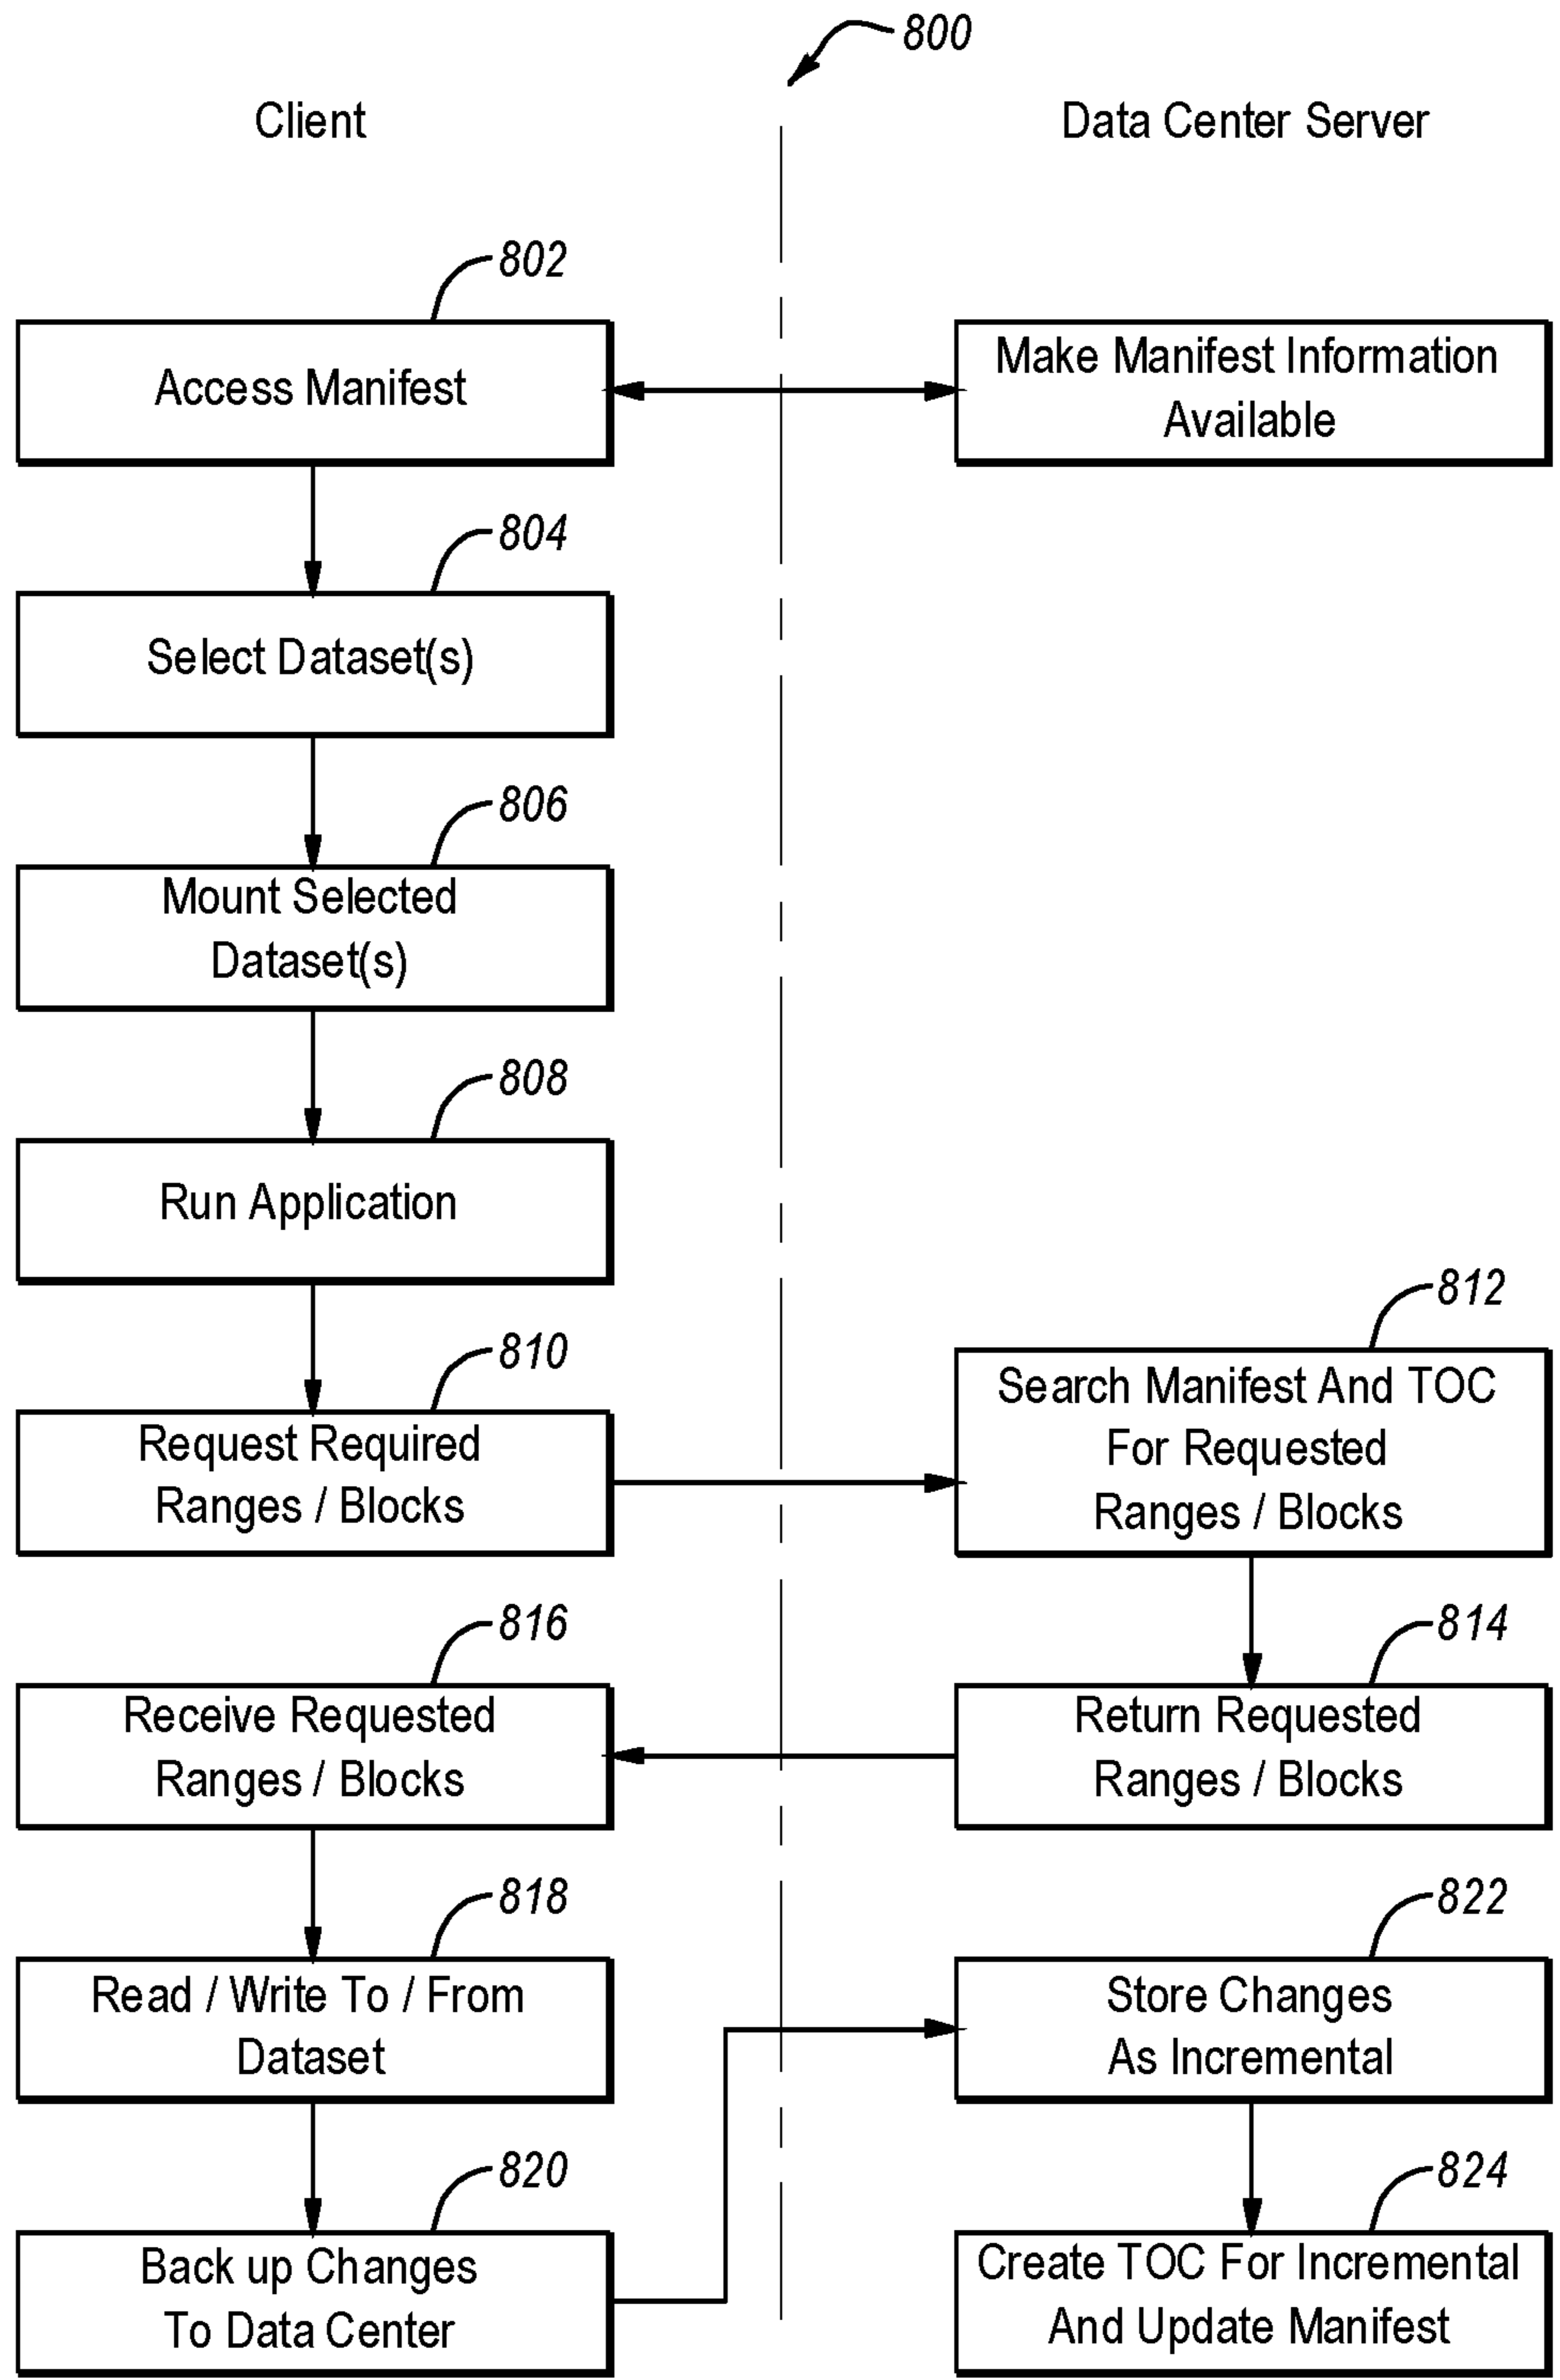 800
Client
Data Center Server
802
Access Manifest
Make Manifest Information
Available
804
Select Dataset(s)
806
Mount Selected
Dataset(s)
808
Run Application
810
Request Required
Ranges / Blocks
812
Search Manifest And TOC
For Requested
Ranges / Blocks
814
Return Requested
Ranges / Blocks
816
Receive Requested
Ranges / Blocks
818
Read / Write To / From
Dataset
820
Back up Changes
To Data Center
822
Store Changes
As Incremental
824
Create TOC For Incremental
And Update Manifest